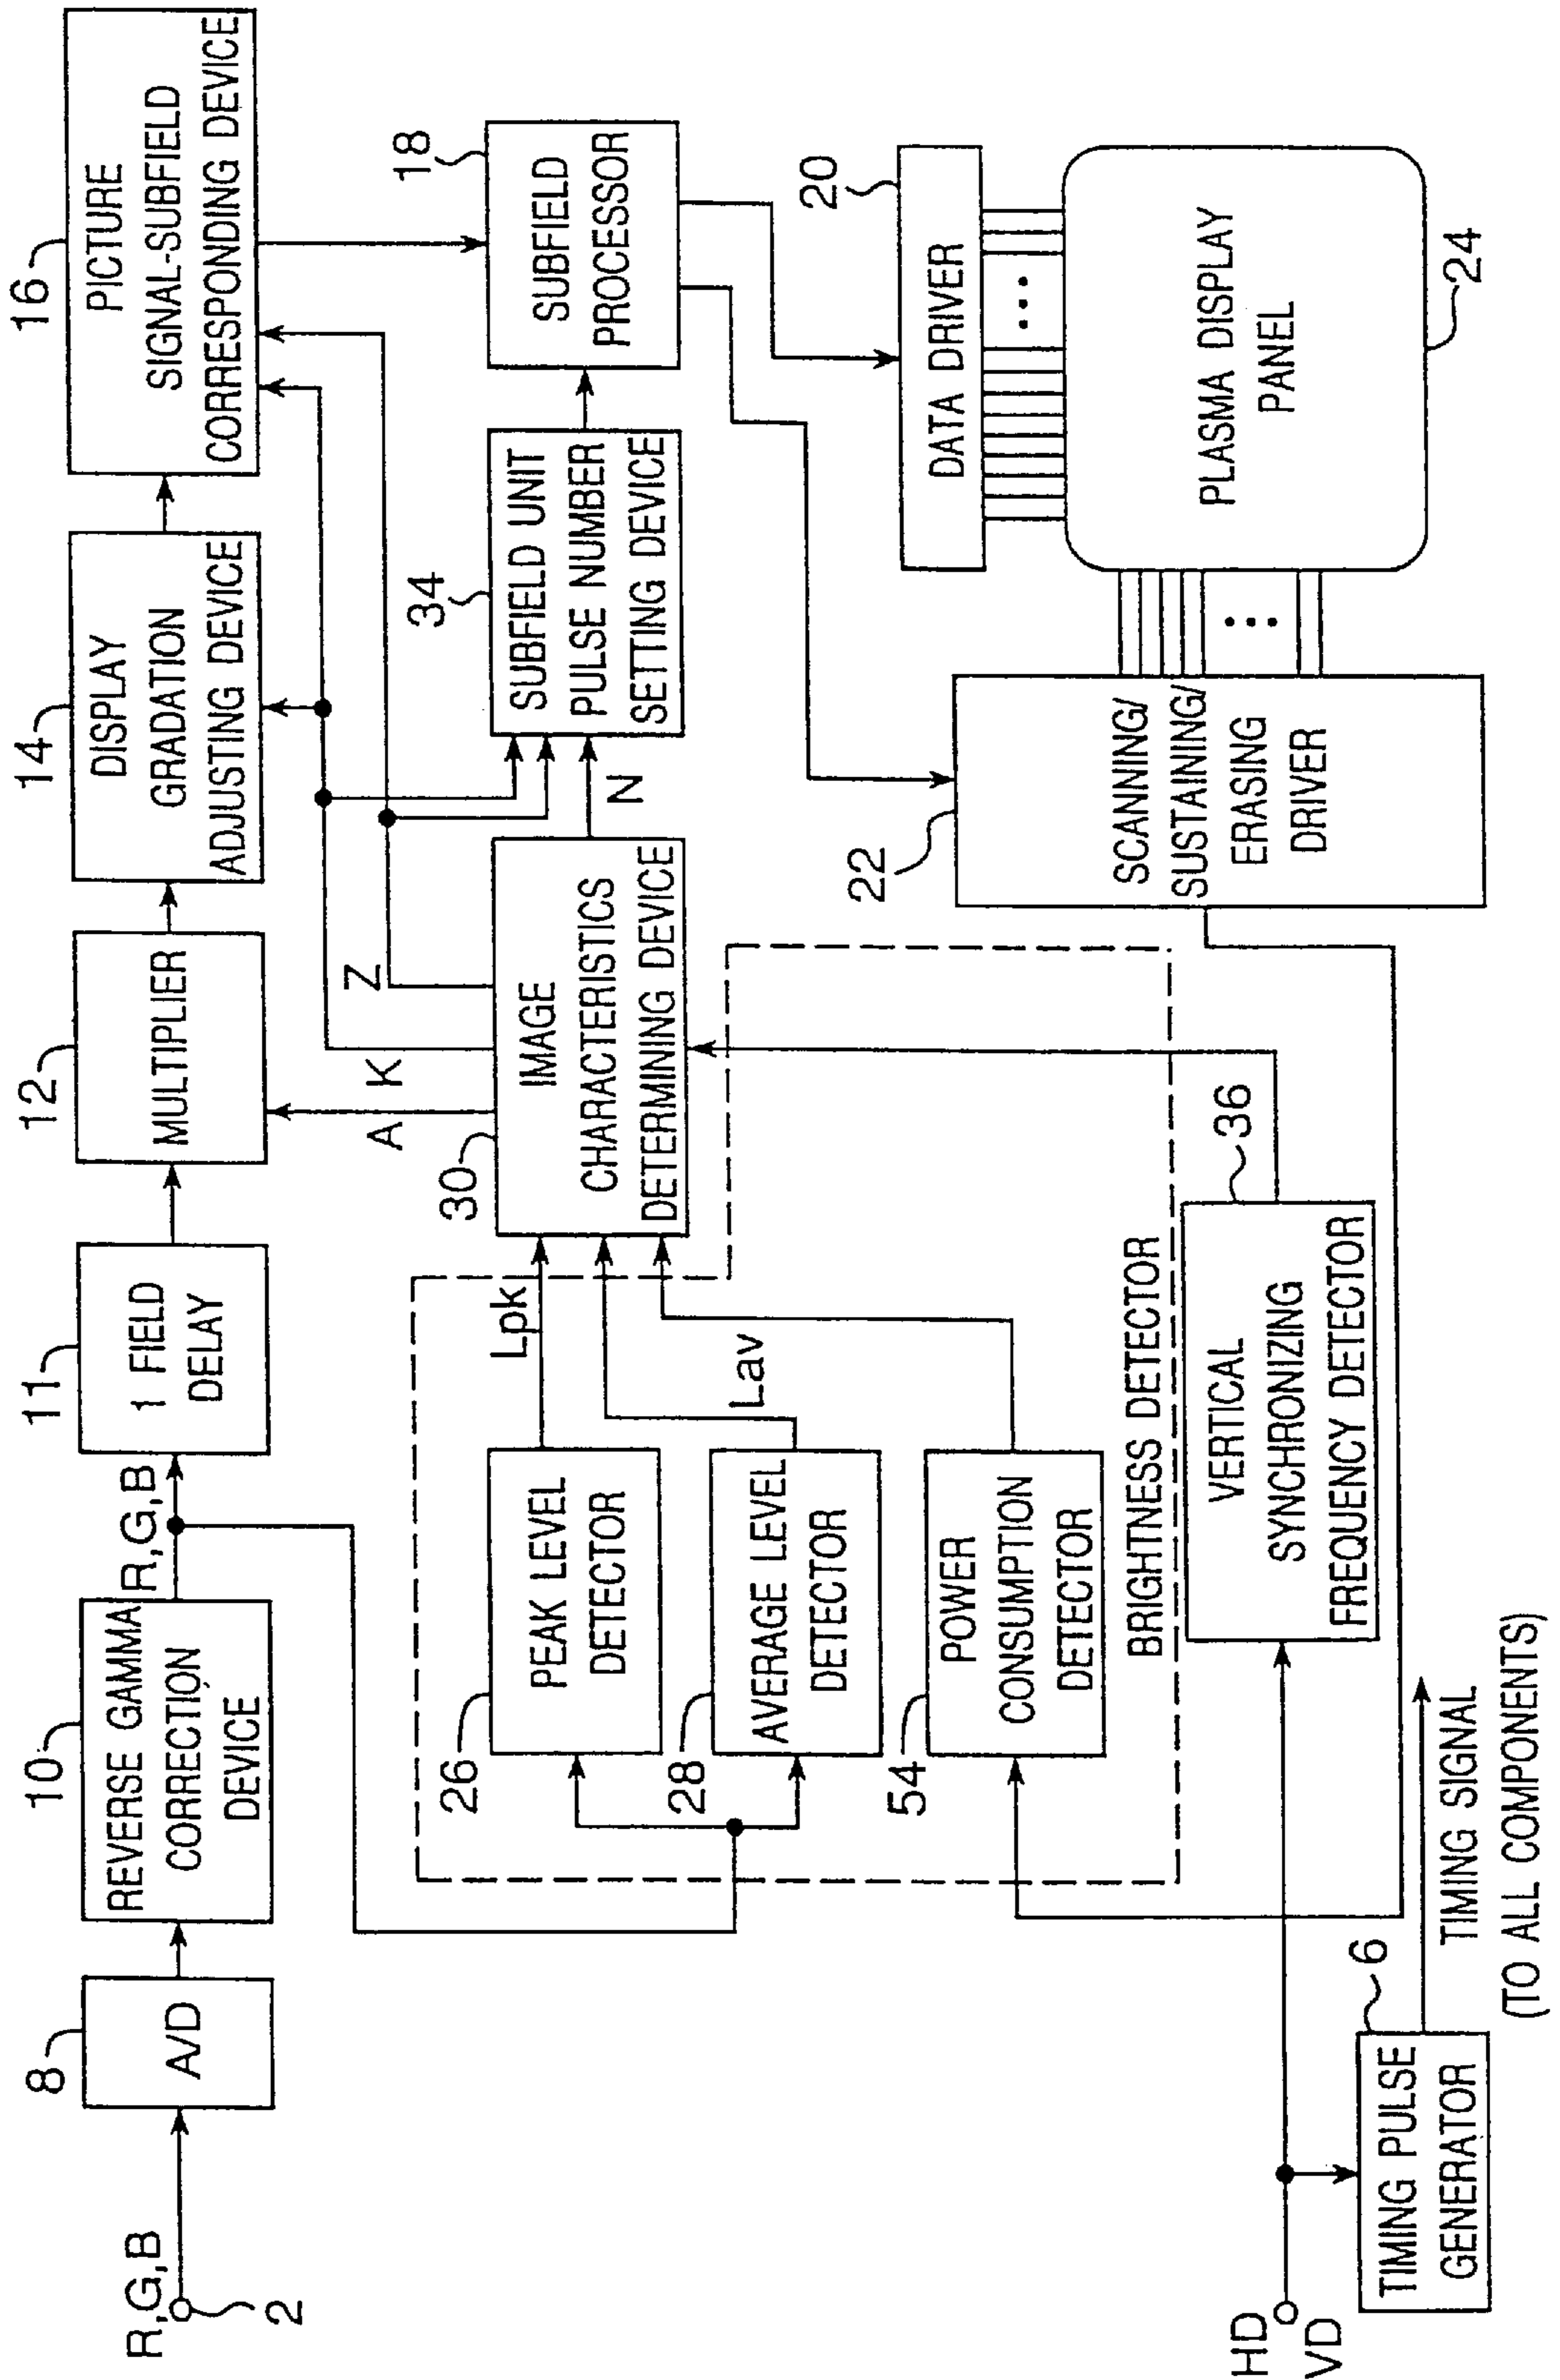 R,G,B
2
8
A/D
10
REVERSE GAMMA
CORRECTION
DEVICE
R,G,B
11
1 FIELD
DELAY
12
MULTIPLIER
14
DISPLAY
GRADATION
ADJUSTING DEVICE
16
PICTURE
SIGNAL-SUBFIELD
CORRESPONDING DEVICE
A
K
Z
26
PEAK LEVEL
DETECTOR
Lpk
28
AVERAGE LEVEL
DETECTOR
Lav
54
POWER
CONSUMPTION
DETECTOR
BRIGHTNESS DETECTOR
30
IMAGE
CHARACTERISTICS
DETERMINING DEVICE
N
34
SUBFIELD UNIT
PULSE NUMBER
SETTING DEVICE
18
SUBFIELD
PROCESSOR
20
DATA DRIVER
22
SCANNING/
SUSTAINING/
ERASING
DRIVER
PLASMA DISPLAY
PANEL
24
36
VERTICAL
SYNCHRONIZING
FREQUENCY DETECTOR
HD
VD
6
TIMING PULSE
GENERATOR
TIMING SIGNAL
(TO ALL COMPONENTS)